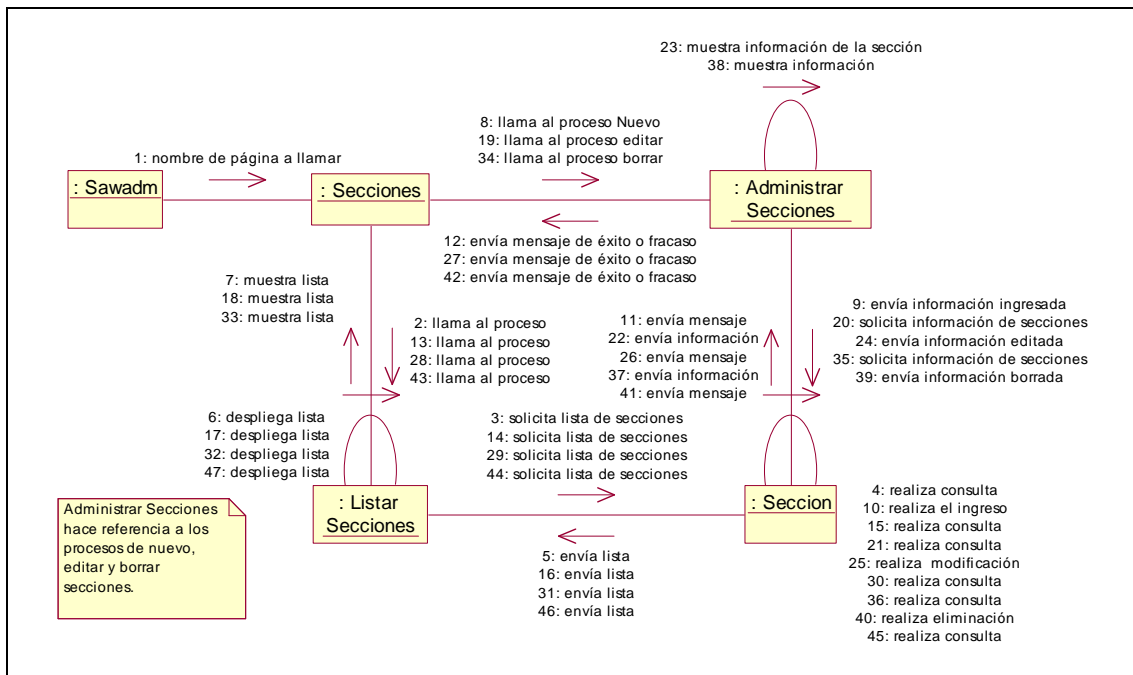 23: muestra información de la sección
38: muestra información
8: llama al proceso Nuevo
19: llama al proceso editar
34: llama al proceso borrar
1: nombre de página a llamar
: Sawadm
: Secciones
: Administrar
Secciones
12: envía mensaje de éxito o fracaso
27: envía mensaje de éxito o fracaso
42: envía mensaje de éxito o fracaso
7: muestra lista
18: muestra lista
33: muestra lista
2: llama al proceso
13: llama al proceso
28: llama al proceso
43: llama al proceso
11: envía mensaje
22: envía información
26: envía mensaje
37: envía información
41: envía mensaje
9: envía información ingresada
20: solicita información de secciones
24: envía información editada
35: solicita información de secciones
39: envía información borrada
6: despliega lista
17: despliega lista
32: despliega lista
47: despliega lista
3: solicita lista de secciones
14: solicita lista de secciones
29: solicita lista de secciones
44: solicita lista de secciones
: Listar
Secciones
: Seccion
5: envía lista
16: envía lista
31: envía lista
46: envía lista
4: realiza consulta
10: realiza el ingreso
15: realiza consulta
21: realiza consulta
25: realiza modificación
30: realiza consulta
36: realiza consulta
40: realiza eliminación
45: realiza consulta
Administrar Secciones
hace referencia a los
procesos de nuevo,
editar y borrar
secciones.